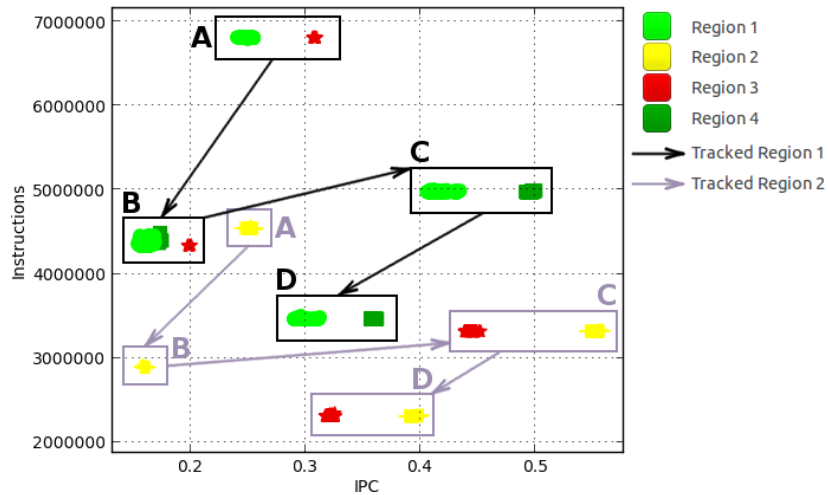 7000000
6000000
5000000
4000000
3000000
2000000
Instructions
0.2 0.3 0.4 0.5
IPC
A
B
C
D
A
B
C
D
Region 1
Region 2
Region 3
Region 4
Tracked Region 1
Tracked Region 2